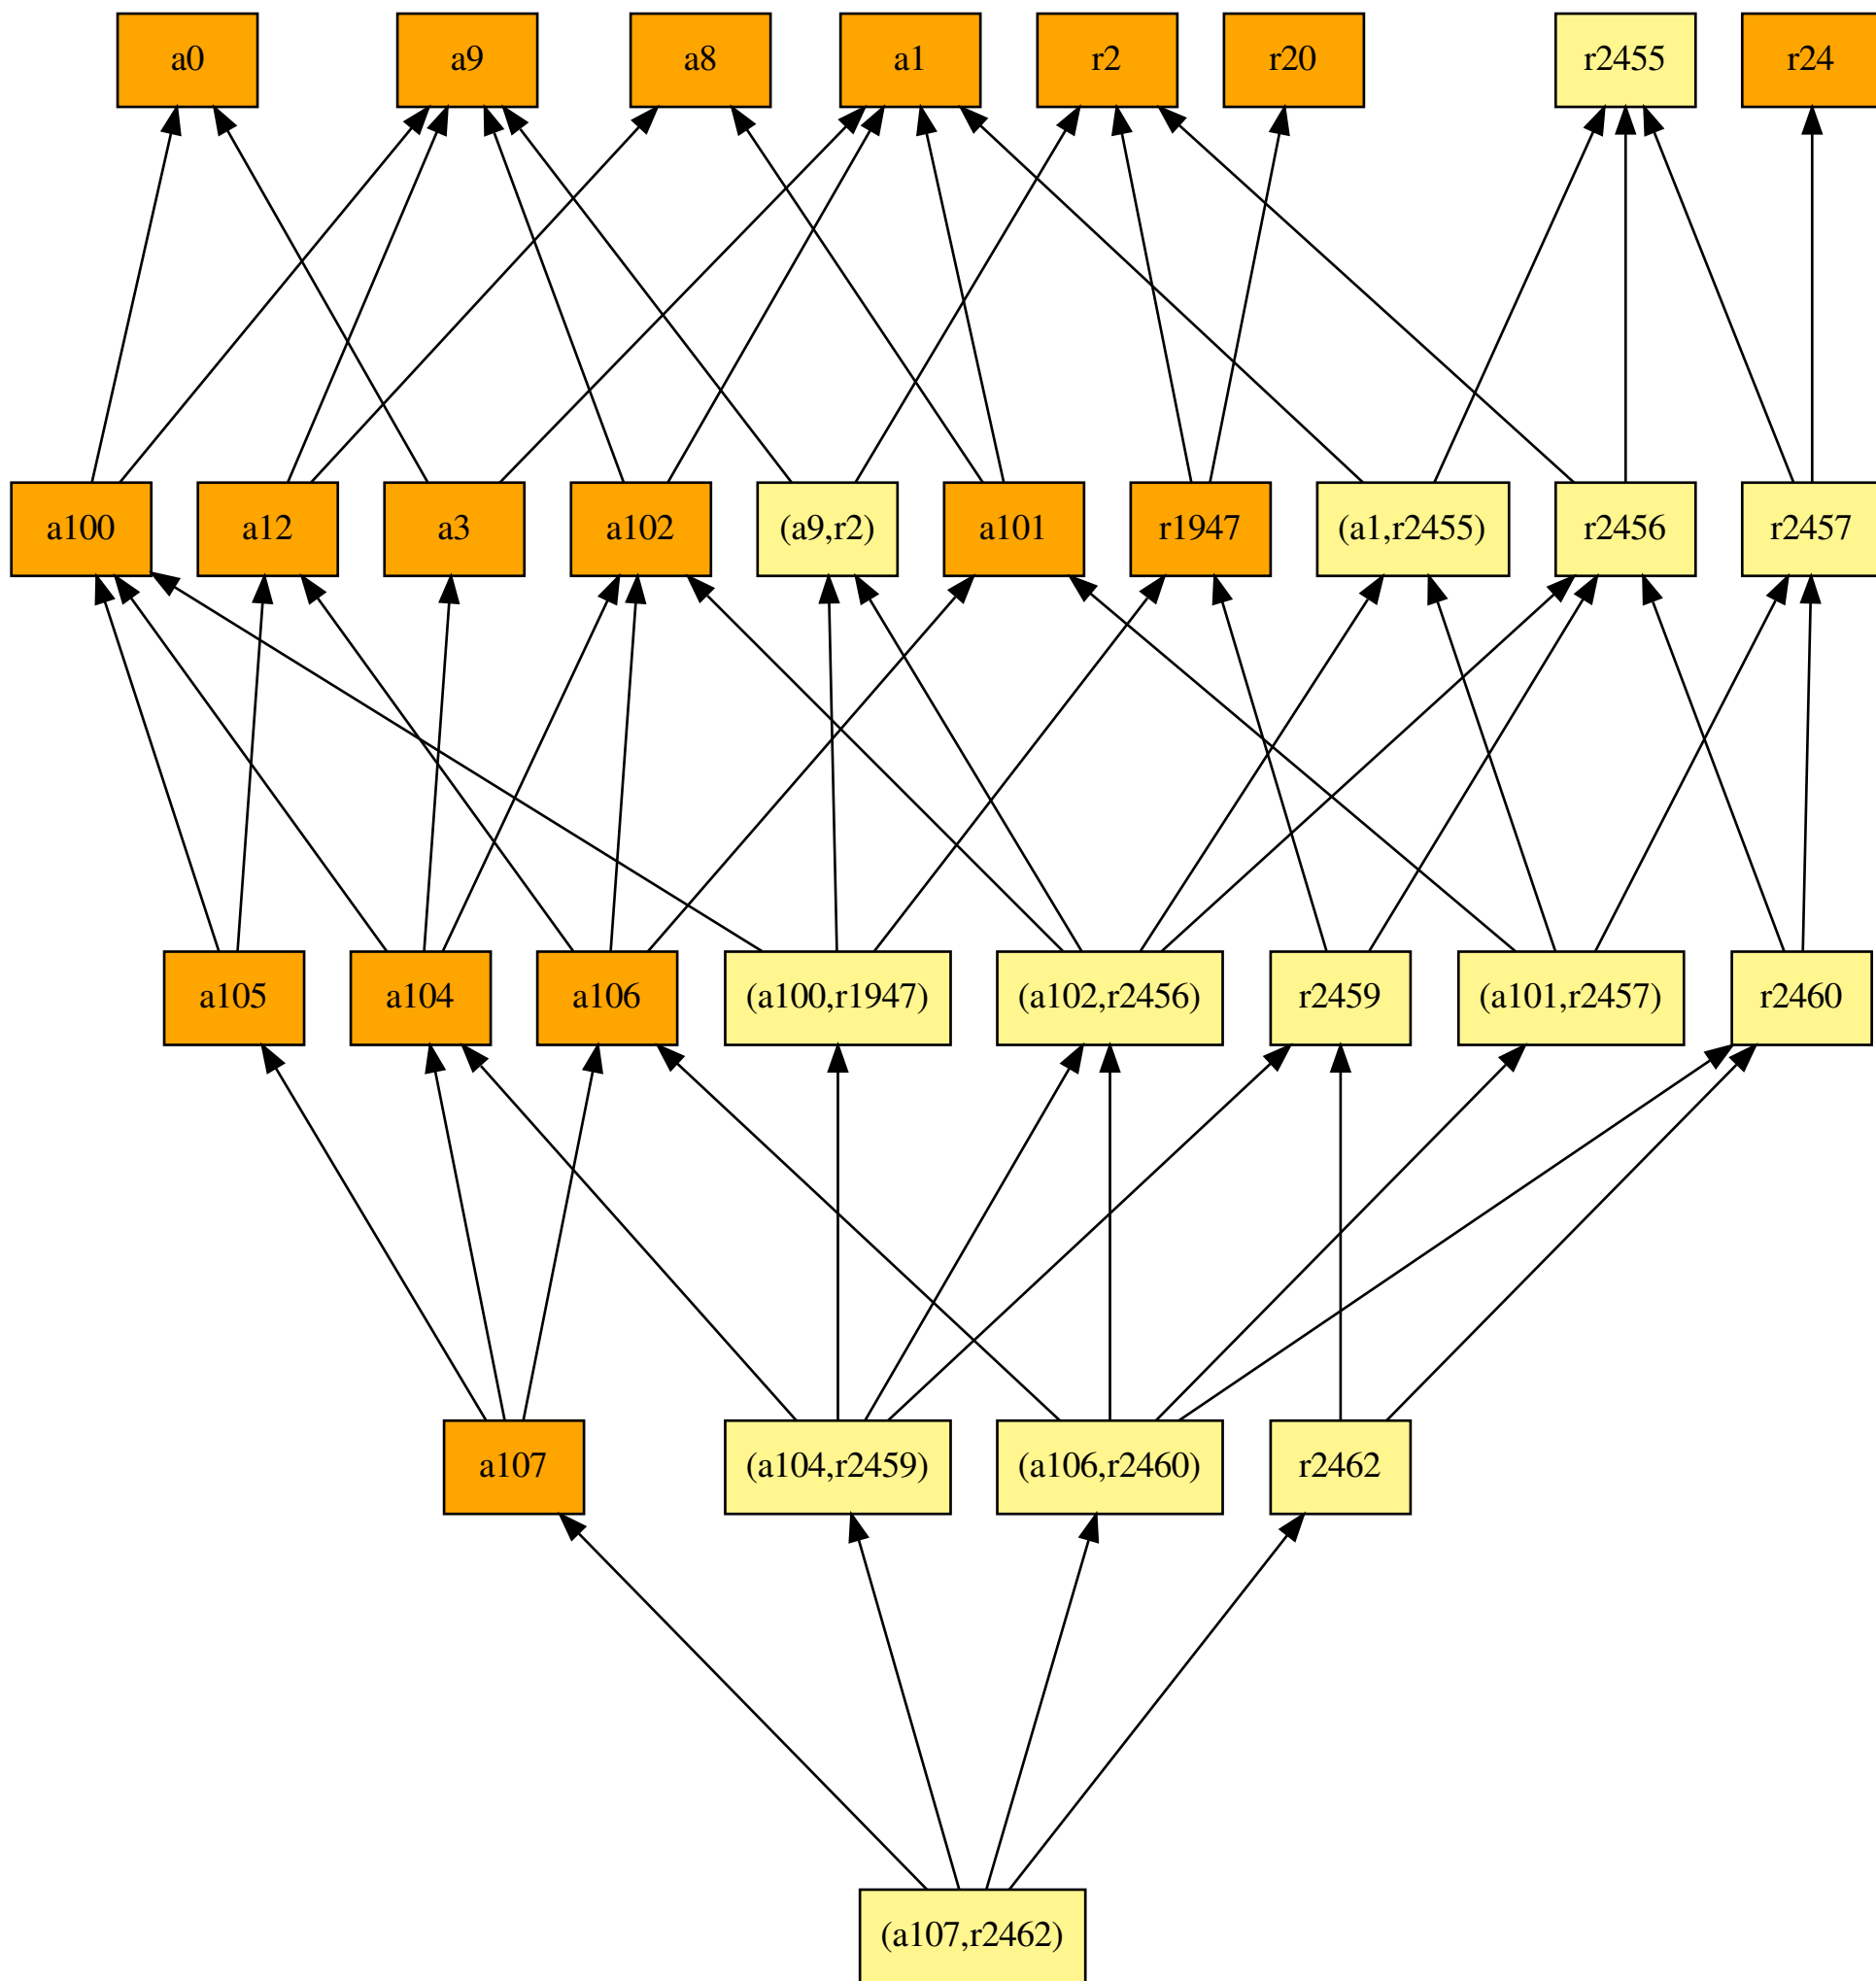 a0
a9
a8
a1
r2
r20
r2455
r24
a100
a12
a3
a102
(a9,r2)
a101
r1947
(a1,r2455)
r2456
r2457
a105
a104
a106
(a100,r1947)
(a102,r2456)
r2459
(a101,r2457)
r2460
a107
(a104,r2459)
(a106,r2460)
r2462
(a107,r2462)